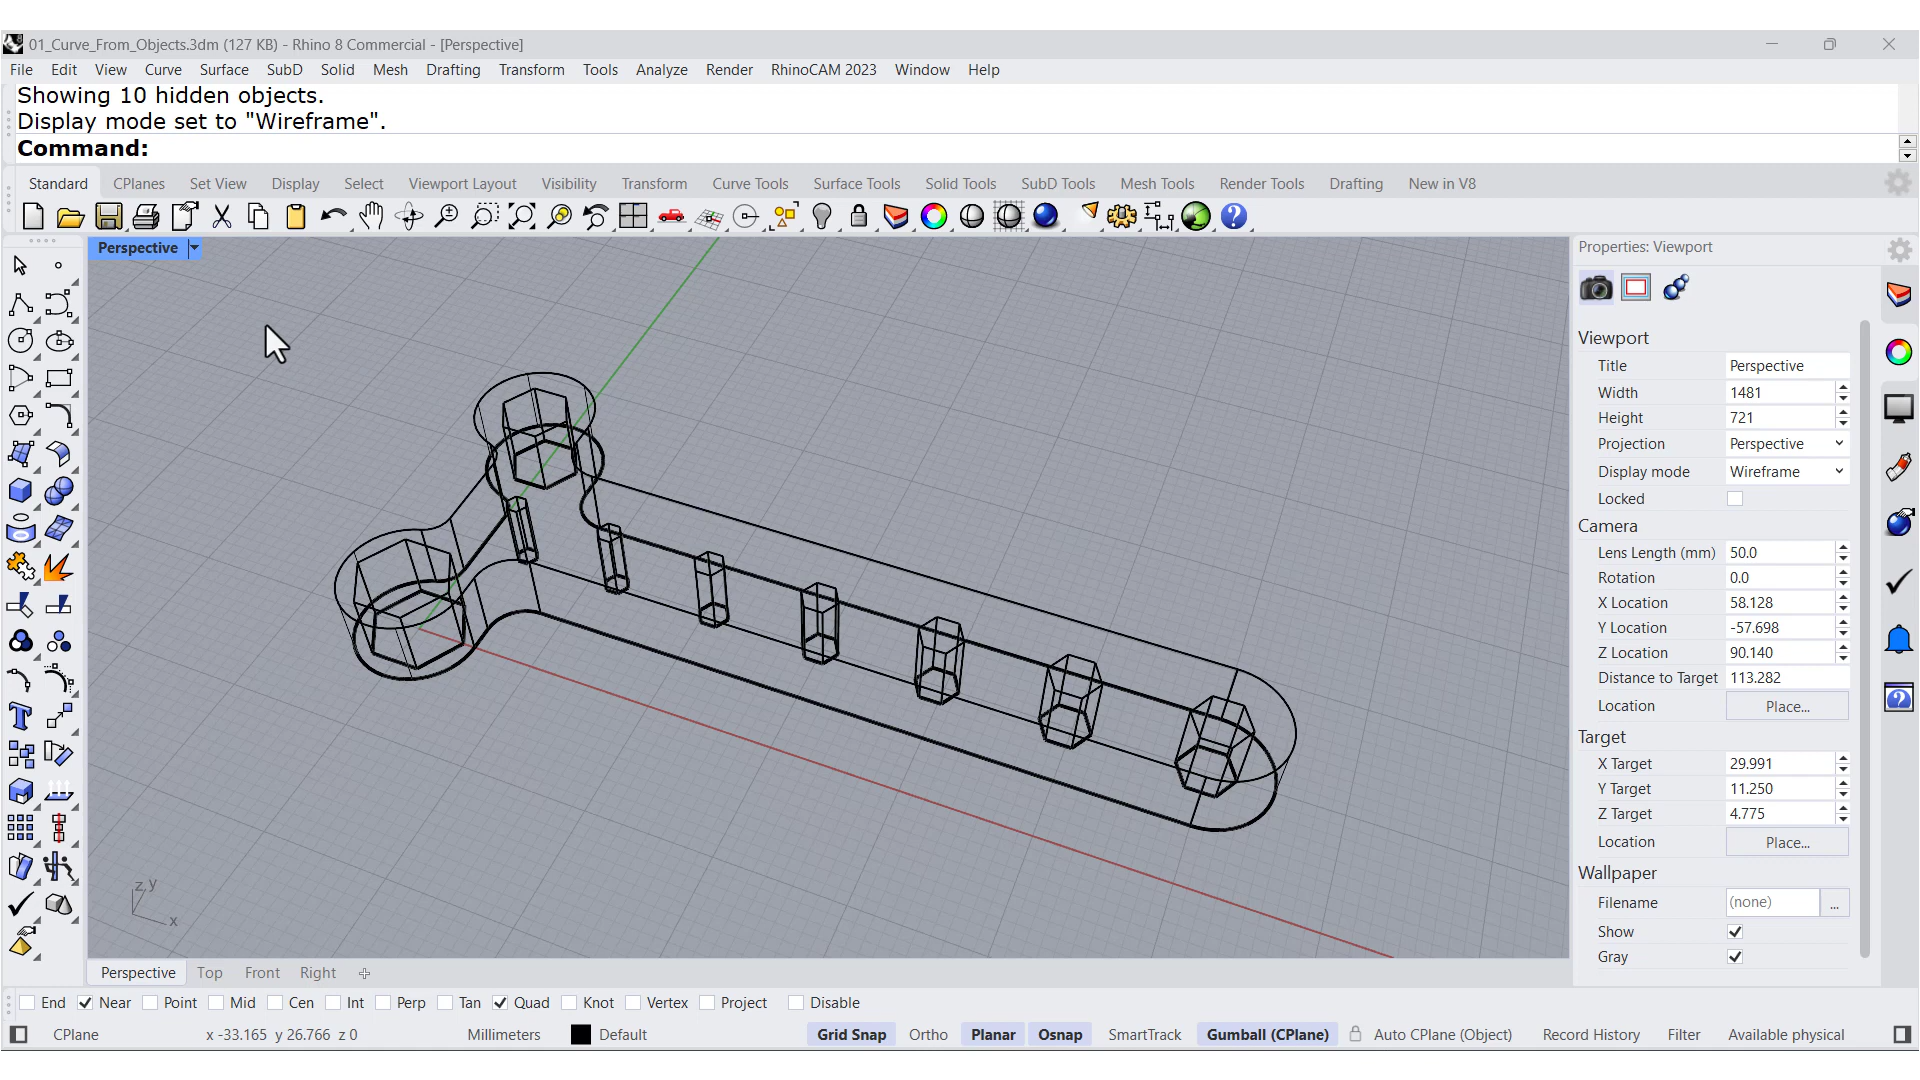 01_Curve_From_Objects.3dm (127 KB) - Rhino 8 Commercial - [Perspective]
File Edit View Curve Surface SubD Solid Mesh Drafting Transform Tools Analyze Render RhinoCAM 2023 Window Help
Showing 10 hidden objects.
Display mode set to "Wireframe".
Command:
Standard CPlanes Set View Display Select Viewport Layout Visibility Transform Curve Tools Surface Tools Solid Tools SubD Tools Mesh Tools Render Tools Drafting New in V8
Perspective
Properties: Viewport
Viewport
Title Perspective
Width 1481
Height 721
Projection Perspective
Display mode Wireframe
Locked
Camera
Lens Length (mm) 50.0
Rotation 0.0
X Location 58.128
Y Location -57.698
Z Location 90.140
Distance to Target 113.282
Location Place...
Target
X Target 29.991
Y Target 11.250
Z Target 4.775
Location Place...
Wallpaper
Filename (none) ...
Show
Gray
z y
x
Perspective Top Front Right
End Near Point Mid Cen Int Perp Tan Quad Knot Vertex Project Disable
CPlane x -33.165 y 26.766 z 0 Millimeters Default Grid Snap Ortho Planar Osnap SmartTrack Gumball (CPlane) Auto CPlane (Object) Record History Filter Available physical